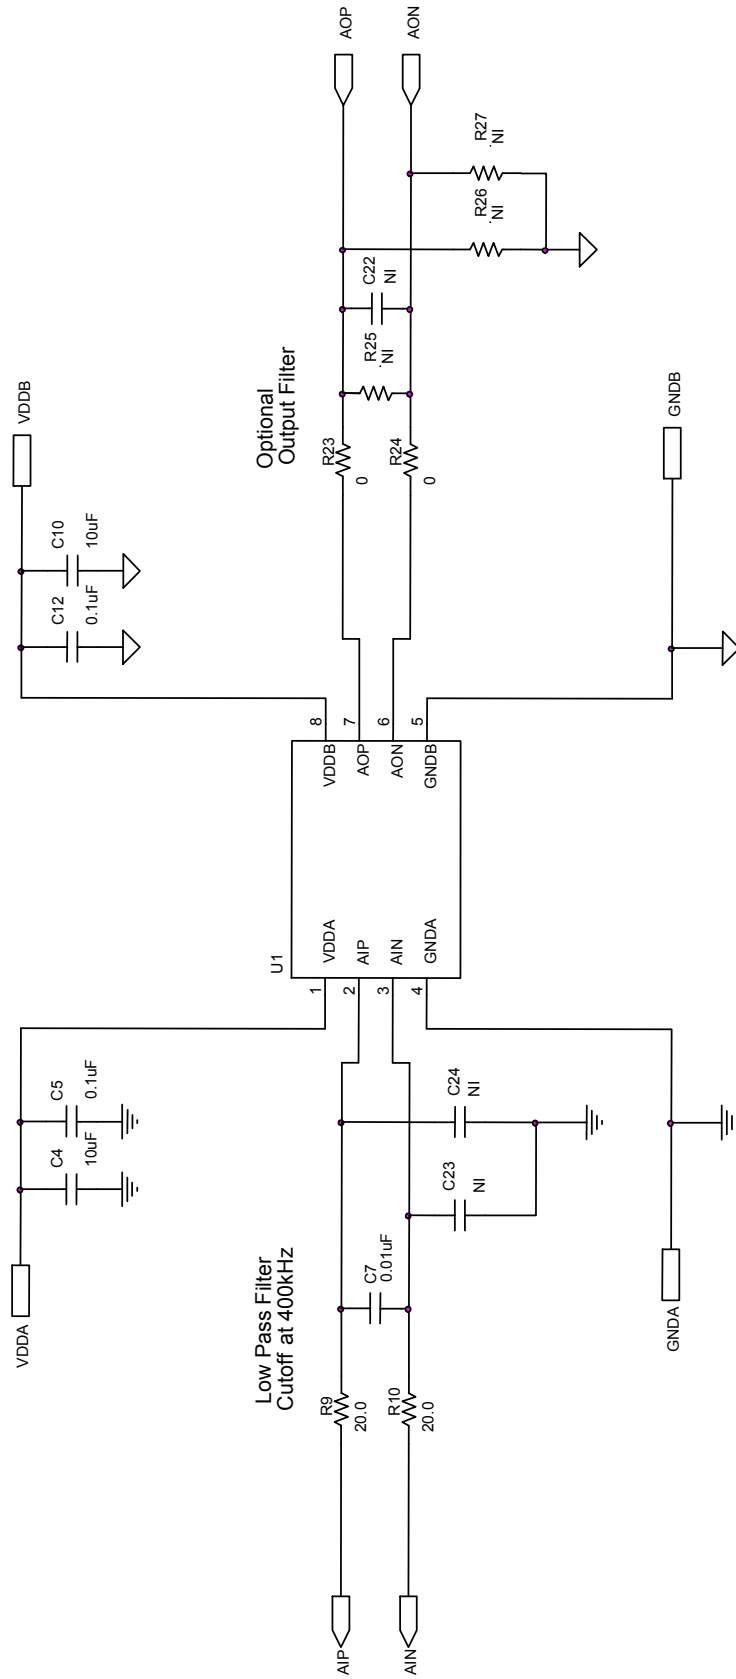 VDDA
C4
10uF
C5
0.1uF
C12
0.1uF
C10
10uF
VDDB
Low Pass Filter
Cutoff at 400kHz
Optional
Output Filter
AIP
R9
20.0
C7
0.01uF
AIN
R10
20.0
C23
NI
C24
NI
U1
1
VDDA
2
AIP
3
AIN
4
GNDA
8
VDDB
7
AOP
6
AON
5
GNDB
R23
0
R24
0
R25
NI
C22
NI
R26
NI
R27
NI
AOP
AON
GNDA
GNDB